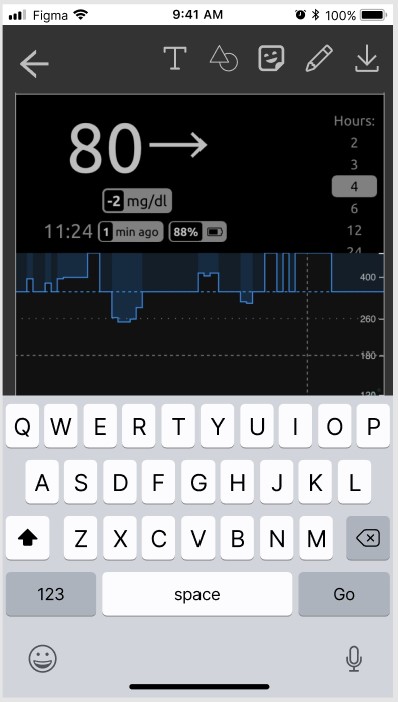 Figma 9:41 AM 100%
T
Hours:
80→
2
3
4
-2 mg/dl
6
11:24 1 min ago 88%
12
24
400
260
180
120
Q W E R T Y U I O P
A S D F G H J K L
Z X C V B N M
123 space Go